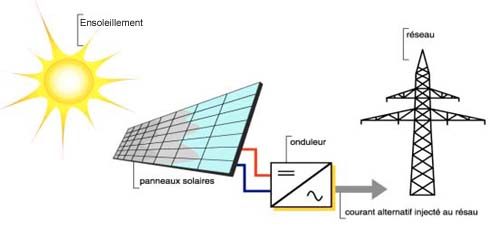 Ensoleillement
réseau
onduleur
panneaux solaires
courant alternatif injecté au résau